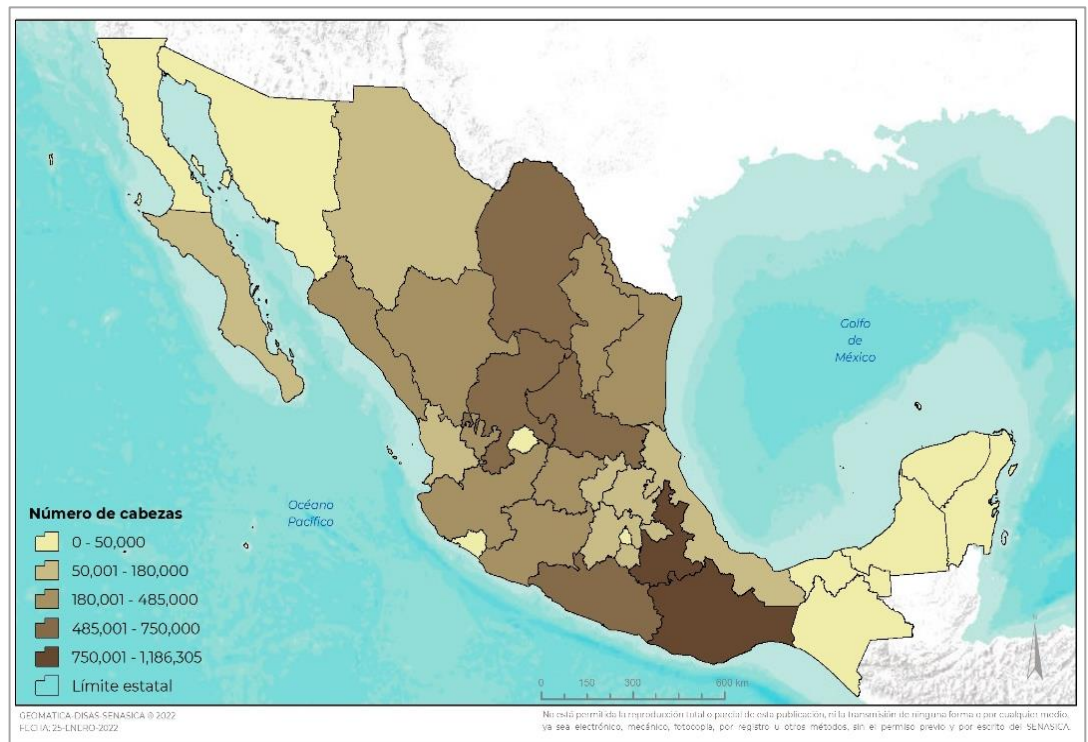 Golfo
de
México
Océano
Pacífico
Número de cabezas
0 - 50,000
50,001 - 180,000
180,001 - 485,000
485,001 - 750,000
750,001 - 1,186,305
Límite estatal
0 150 300 600 km
GEOMATICA-DISAS-SENASICA © 2022
FECHA: 25-ENERO-2022
No está permitida la reproducción total o parcial de esta publicación, ni la transmisión de ninguna forma o por cualquier medio,
ya sea electrónico, mecánico, fotocopia, por registro u otros métodos, sin el permiso previo y por escrito del SENASICA.